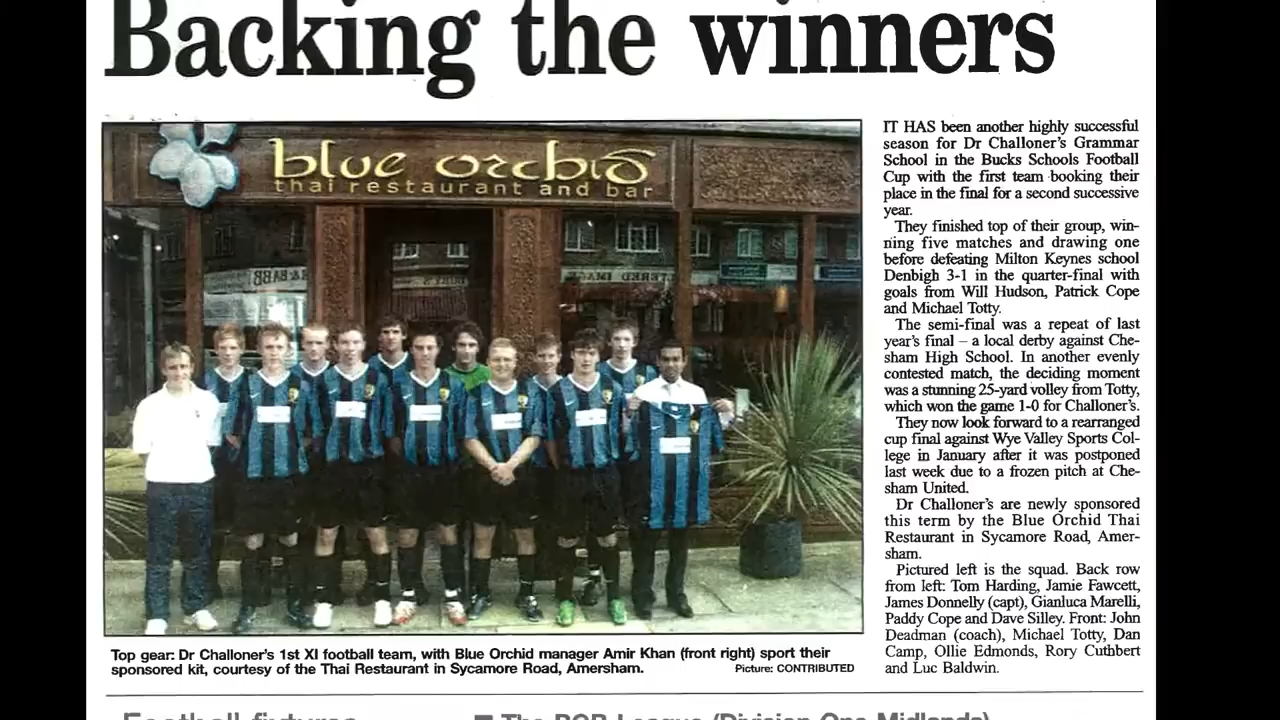 Backing the winners
blue orchid
thai restaurant and bar
IT HAS been another highly successful
season for Dr Challoner's Grammar
School in the Bucks Schools Football
Cup with the first team booking their
place in the final for a second successive
year.
They finished top of their group, win-
ning five matches and drawing one
before defeating Milton Keynes school
Denbigh 3-1 in the quarter-final with
goals from Will Hudson, Patrick Cope
and Michael Totty.
The semi-final was a repeat of last
year's final – a local derby against Che-
sham High School. In another evenly
contested match, the deciding moment
was a stunning 25-yard volley from Totty,
which won the game 1-0 for Challoner's.
They now look forward to a rearranged
cup final against Wye Valley Sports Col-
lege in January after it was postponed
last week due to a frozen pitch at Che-
sham United.
Dr Challoner's are newly sponsored
this term by the Blue Orchid Thai
Restaurant in Sycamore Road, Amer-
sham.
Pictured left is the squad. Back row
from left: Tom Harding, Jamie Fawcett,
James Donnelly (capt), Gianluca Marelli,
Paddy Cope and Dave Silley. Front: John
Deadman (coach), Michael Totty, Dan
Camp, Ollie Edmonds, Rory Cuthbert
and Luc Baldwin.
Top gear: Dr Challoner's 1st XI football team, with Blue Orchid manager Amir Khan (front right) sport their
sponsored kit, courtesy of the Thai Restaurant in Sycamore Road, Amersham.
Picture: CONTRIBUTED
Football fixtures
The BOB League (Division One Midlands)